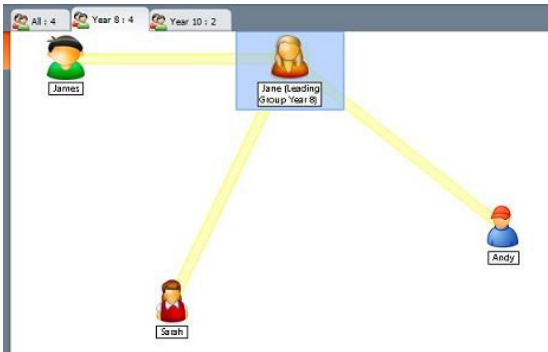 All : 4
Year 8 : 4
Year 10 : 2
James
Jane (Leading
Group Year 8)
Andy
Sarah